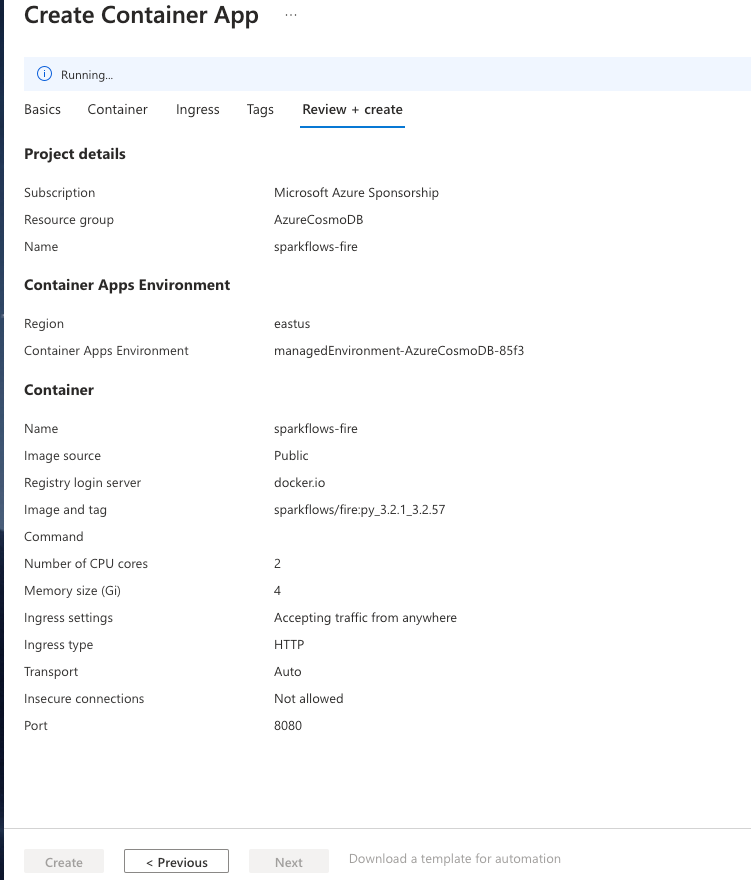 Create Container App ...
Running...
Basics Container Ingress Tags Review + create
Project details
Subscription Microsoft Azure Sponsorship
Resource group AzureCosmoDB
Name sparkflows-fire
Container Apps Environment
Region eastus
Container Apps Environment managedEnvironment-AzureCosmoDB-85f3
Container
Name sparkflows-fire
Image source Public
Registry login server docker.io
Image and tag sparkflows/fire:py_3.2.1_3.2.57
Command
Number of CPU cores 2
Memory size (Gi) 4
Ingress settings Accepting traffic from anywhere
Ingress type HTTP
Transport Auto
Insecure connections Not allowed
Port 8080
Create < Previous Next Download a template for automation